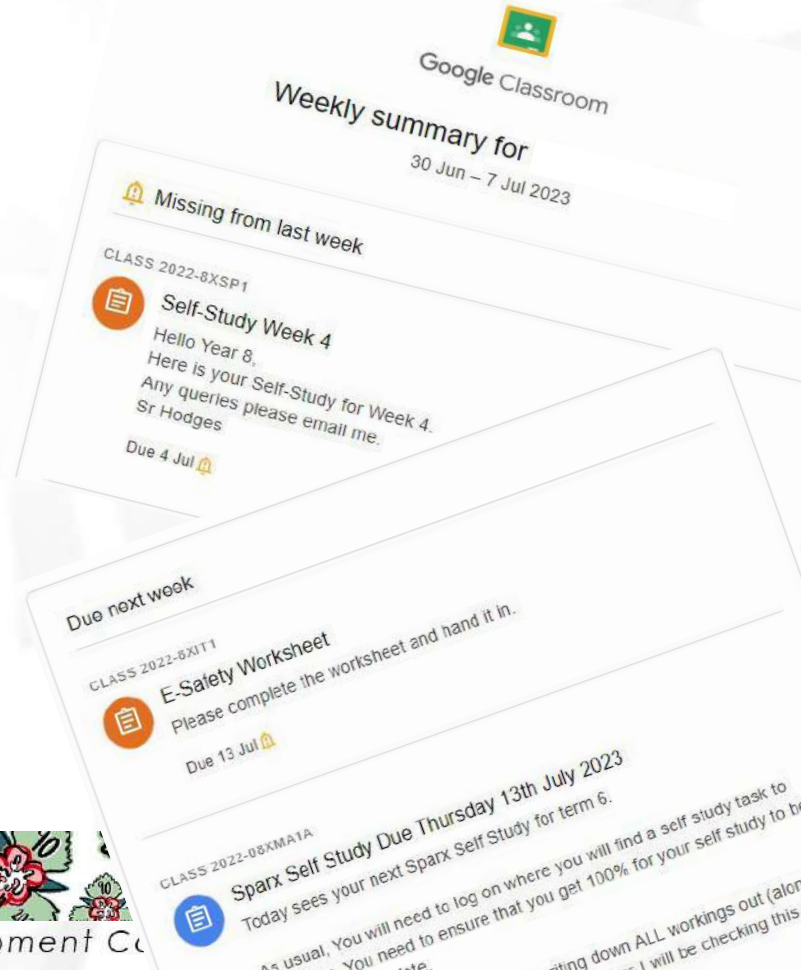 Google Classroom
Weekly summary for
30 Jun – 7 Jul 2023
Missing from last week
CLASS 2022-8XSP1
Self-Study Week 4
Hello Year 8,
Here is your Self-Study for Week 4.
Any queries please email me.
Sr Hodges
Due 4 Jul
Due next week
CLASS 2022-8XIT1
E-Safety Worksheet
Please complete the worksheet and hand it in.
Due 13 Jul
CLASS 2022-08XMA1A
Sparx Self Study Due Thursday 13th July 2023
Today sees your next Sparx Self Study for term 6.
As usual, You will need to log on where you will find a self study task to
You need to ensure that you get 100% for your self study to be
down ALL workings out
I will be checking this
10
10